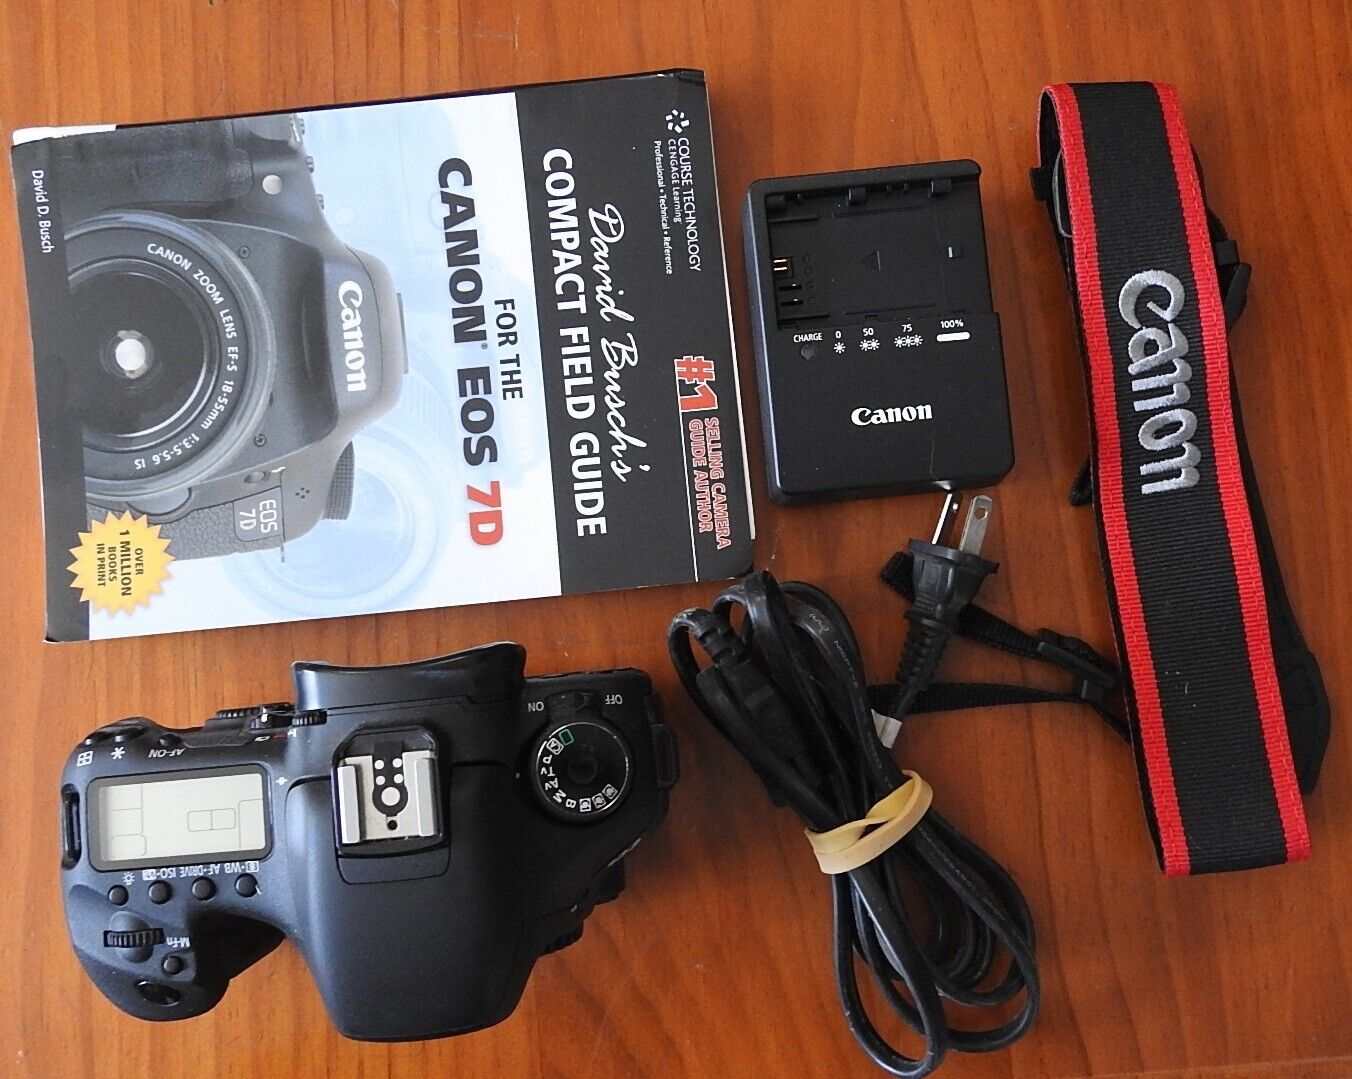 David D. Busch
COURSE TECHNOLOGY
CENGAGE Learning
Professional • Technical • Reference
David Busch's
COMPACT FIELD GUIDE
FOR THE
CANON® EOS 7D
#1 SELLING CAMERA
GUIDE AUTHOR
CANON ZOOM LENS EF-S 18-55mm 1:3.5-5.6 IS
Canon
EOS
7D
OVER
1 MILLION
BOOKS
IN PRINT
CHARGE 0 50 75 100%
Canon
Canon
ON OFF
AF-ON
WB AF•DRIVE ISO
M-Fn
P Tv Av M B